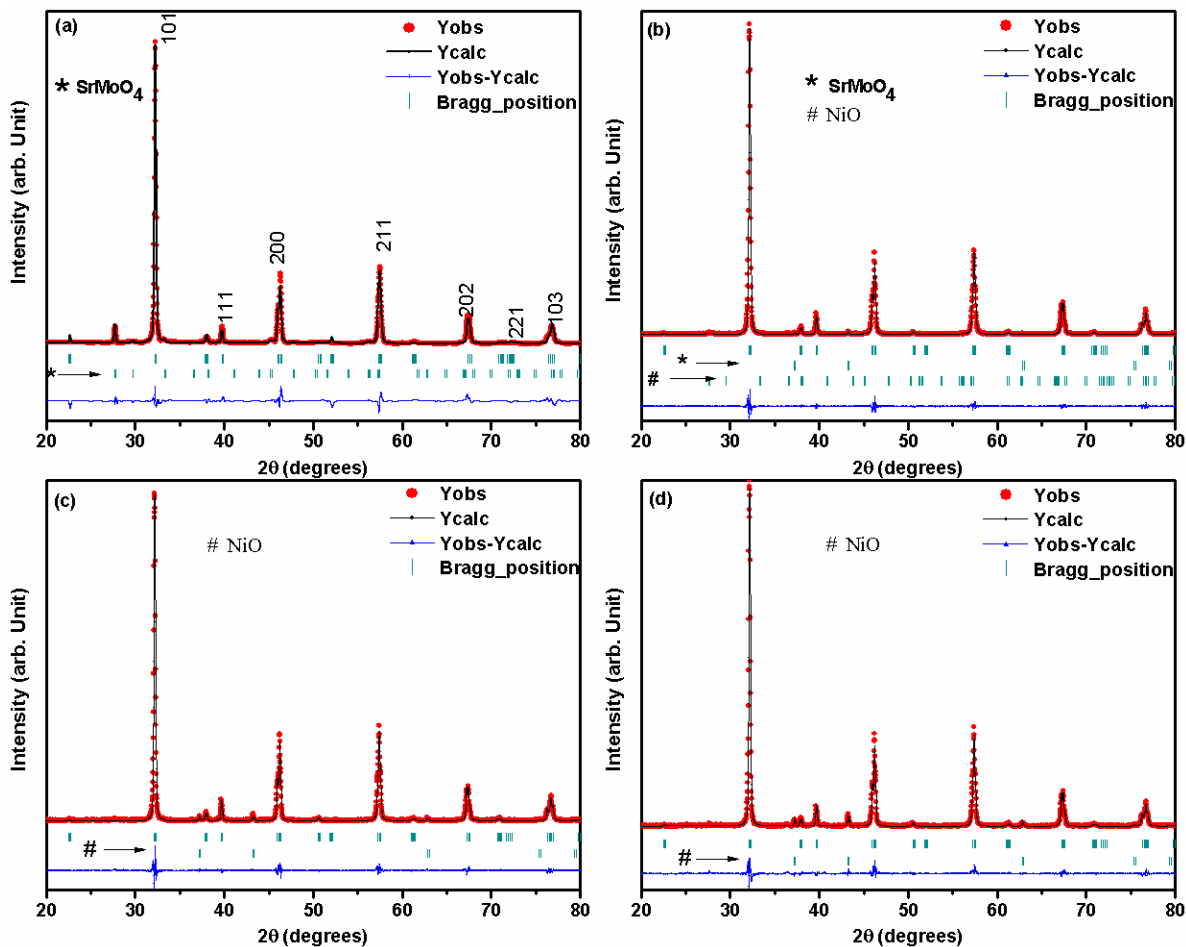 (a)
101
Yobs
Ycalc
Yobs-Ycalc
Bragg_position
* SrMoO4
111
200
211
202
221
103
*
Intensity (arb. Unit)
20 30 40 50 60 70 80
2θ (degrees)
(b)
Yobs
Ycalc
Yobs-Ycalc
Bragg_position
* SrMoO4
# NiO
*
#
Intensity (arb. Unit)
20 30 40 50 60 70 80
2θ (degrees)
(c)
Yobs
Ycalc
Yobs-Ycalc
Bragg_position
# NiO
#
Intensity (arb. Unit)
20 30 40 50 60 70 80
2θ (degrees)
(d)
Yobs
Ycalc
Yobs-Ycalc
Bragg_position
# NiO
#
Intensity (arb. Unit)
20 30 40 50 60 70 80
2θ (degrees)